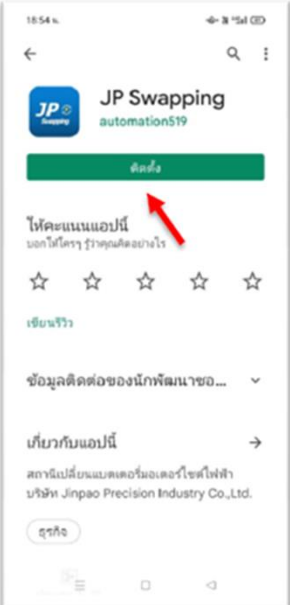 18:54 น.
JP
Swapping
JP Swapping
automation519
ติดตั้ง
ให้คะแนนแอปนี้
บอกให้ใครๆ รู้ว่าคุณคิดอย่างไร
เขียนรีวิว
ข้อมูลติดต่อของนักพัฒนาซอ...
เกี่ยวกับแอปนี้
สถานีเปลี่ยนแบตเตอรี่มอเตอร์ไซค์ไฟฟ้า
บริษัท Jinpao Precision Industry Co.,Ltd.
ธุรกิจ